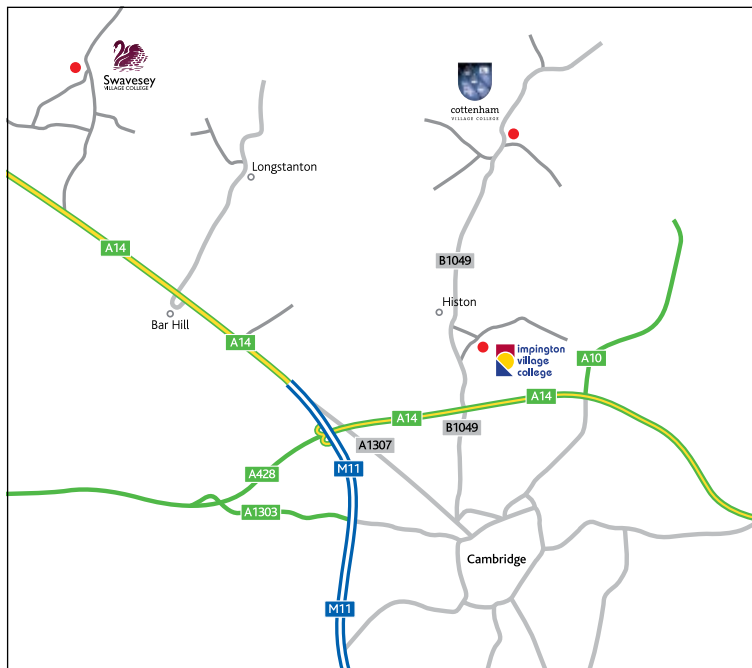 Swavesey
VILLAGE COLLEGE
cottenham
VILLAGE COLLEGE
Longstanton
A14
B1049
Histon
Bar Hill
A14
impington
village
college
A10
A14
A14
B1049
A1307
M11
A428
A1303
Cambridge
M11